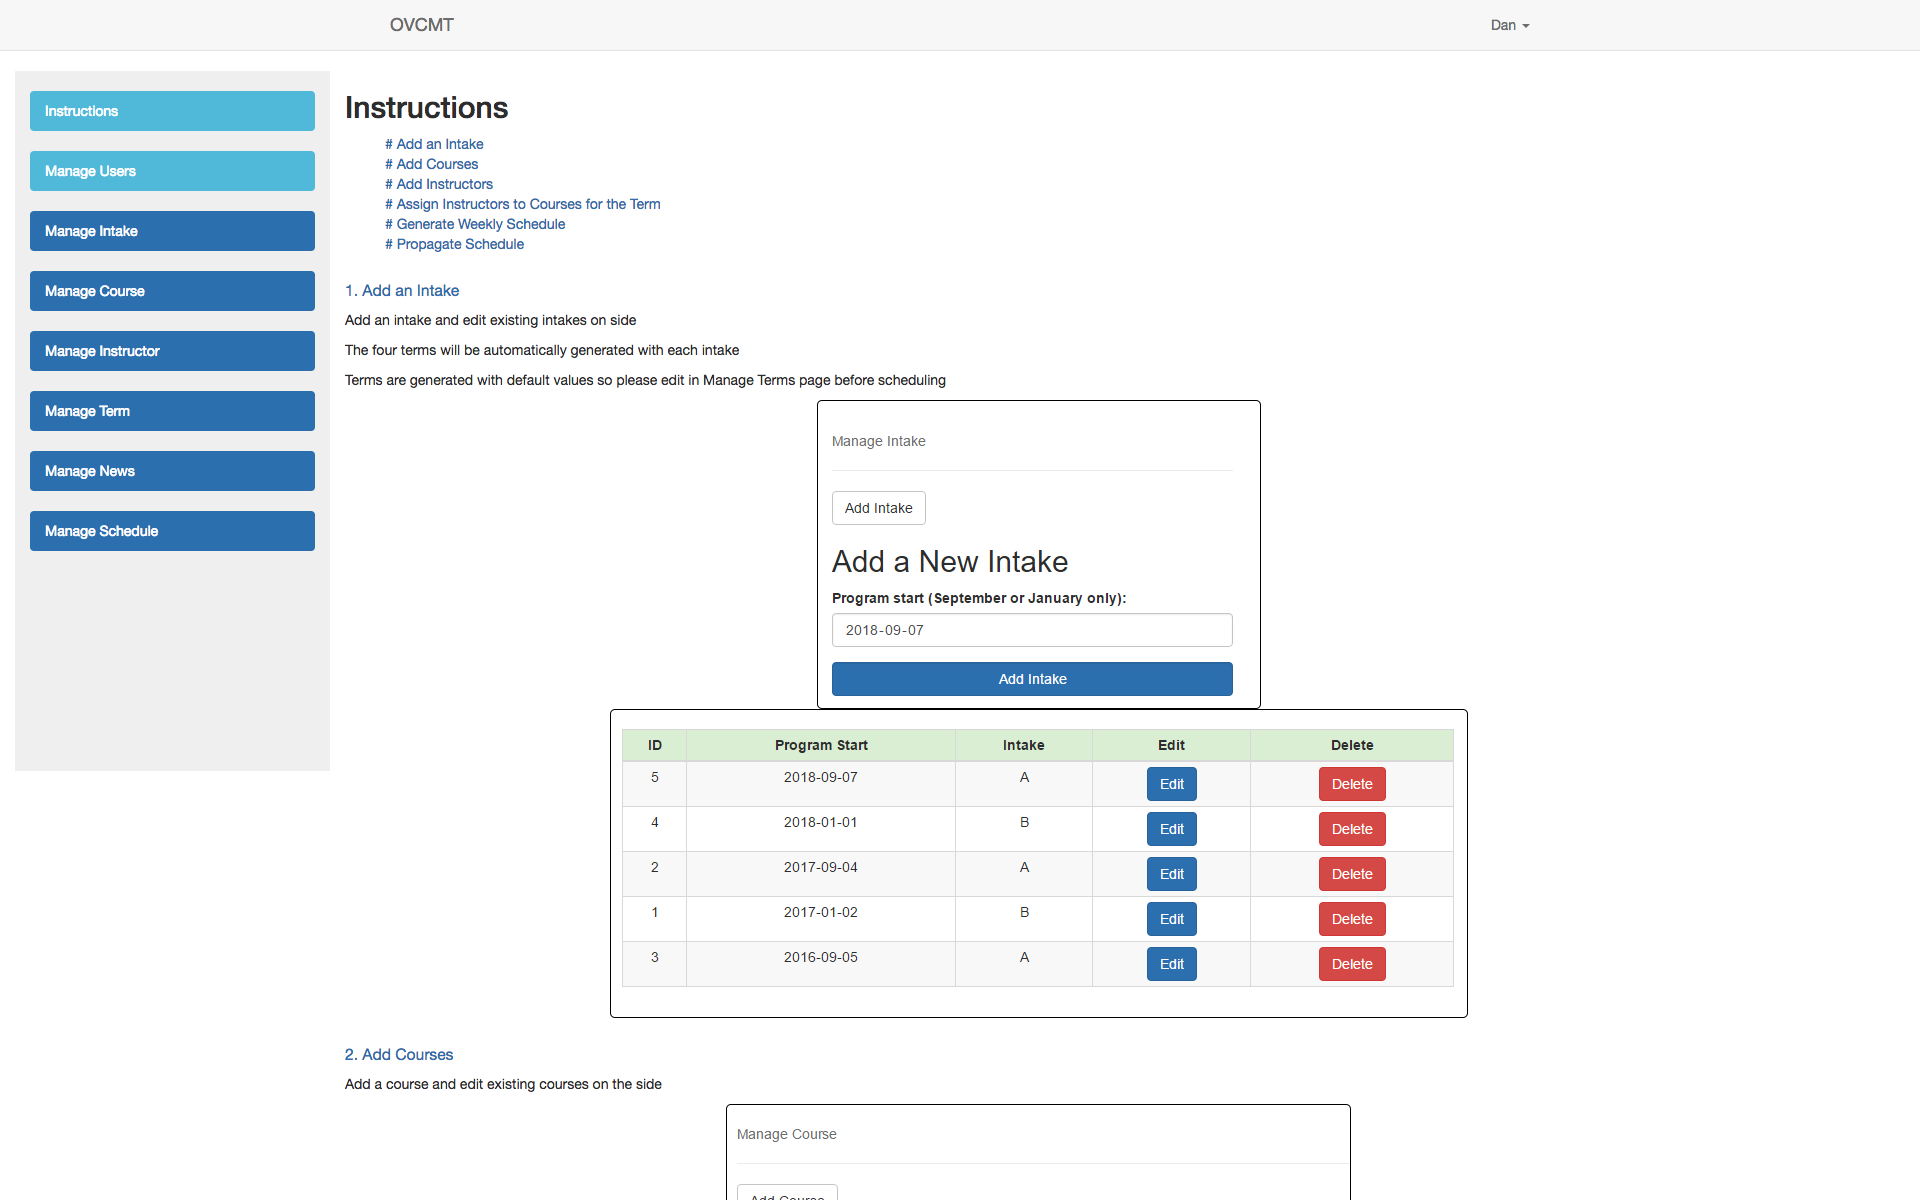 OVCMT
Dan
Instructions
Manage Users
Manage Intake
Manage Course
Manage Instructor
Manage Term
Manage News
Manage Schedule
Instructions
# Add an Intake
# Add Courses
# Add Instructors
# Assign Instructors to Courses for the Term
# Generate Weekly Schedule
# Propagate Schedule
1. Add an Intake
Add an intake and edit existing intakes on side
The four terms will be automatically generated with each intake
Terms are generated with default values so please edit in Manage Terms page before scheduling
Manage Intake
Add Intake
Add a New Intake
Program start (September or January only):
2018-09-07
Add Intake
ID Program Start Intake Edit Delete
5 2018-09-07 A Edit Delete
4 2018-01-01 B Edit Delete
2 2017-09-04 A Edit Delete
1 2017-01-02 B Edit Delete
3 2016-09-05 A Edit Delete
2. Add Courses
Add a course and edit existing courses on the side
Manage Course
Add Course